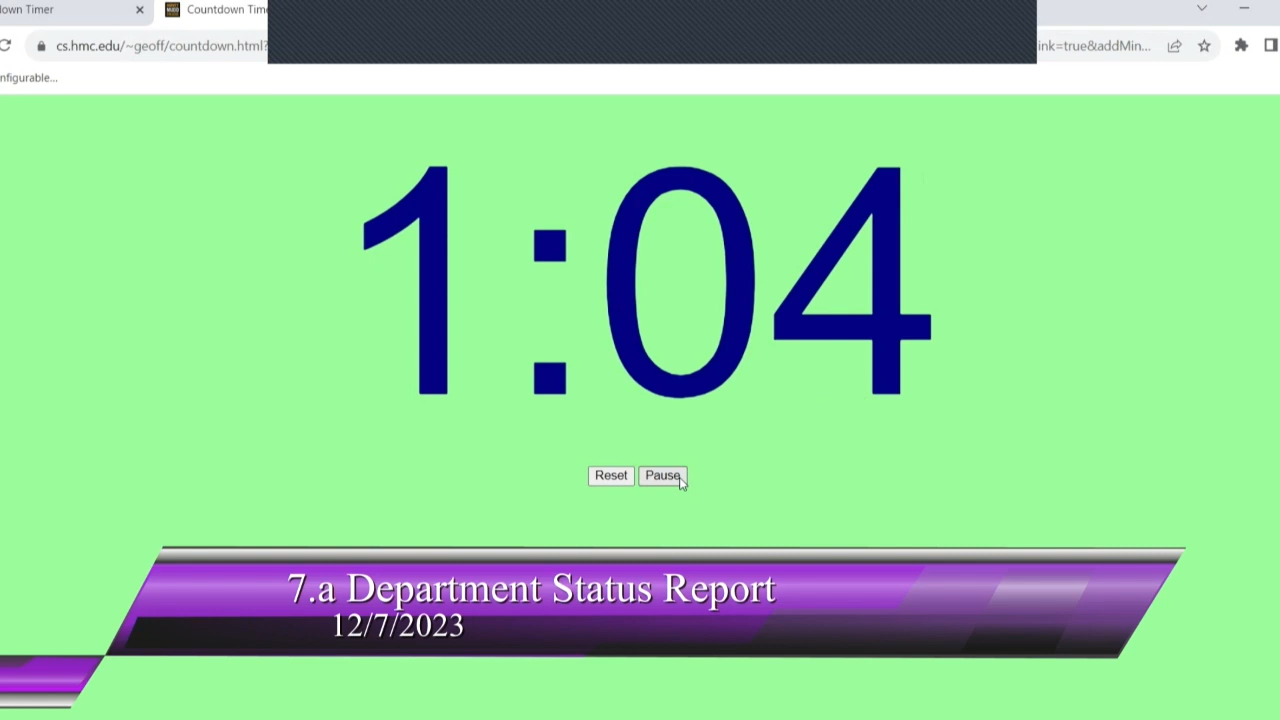 own Timer
Countdown Time
cs.hmc.edu/~geoff/countdown.html?
ink=true&addMin...
nfigurable...
1:04
Reset Pause
7.a Department Status Report
12/7/2023